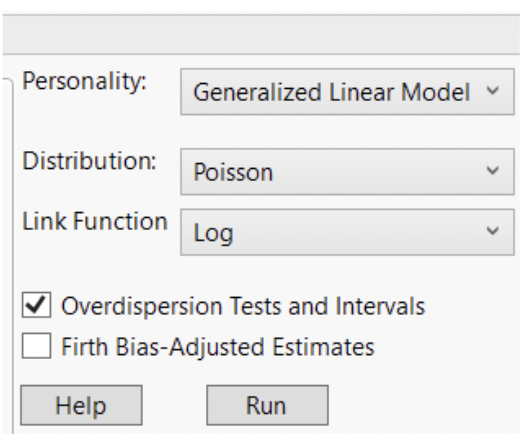 Personality: Generalized Linear Model
Distribution: Poisson
Link Function Log
Overdispersion Tests and Intervals
Firth Bias-Adjusted Estimates
Help Run